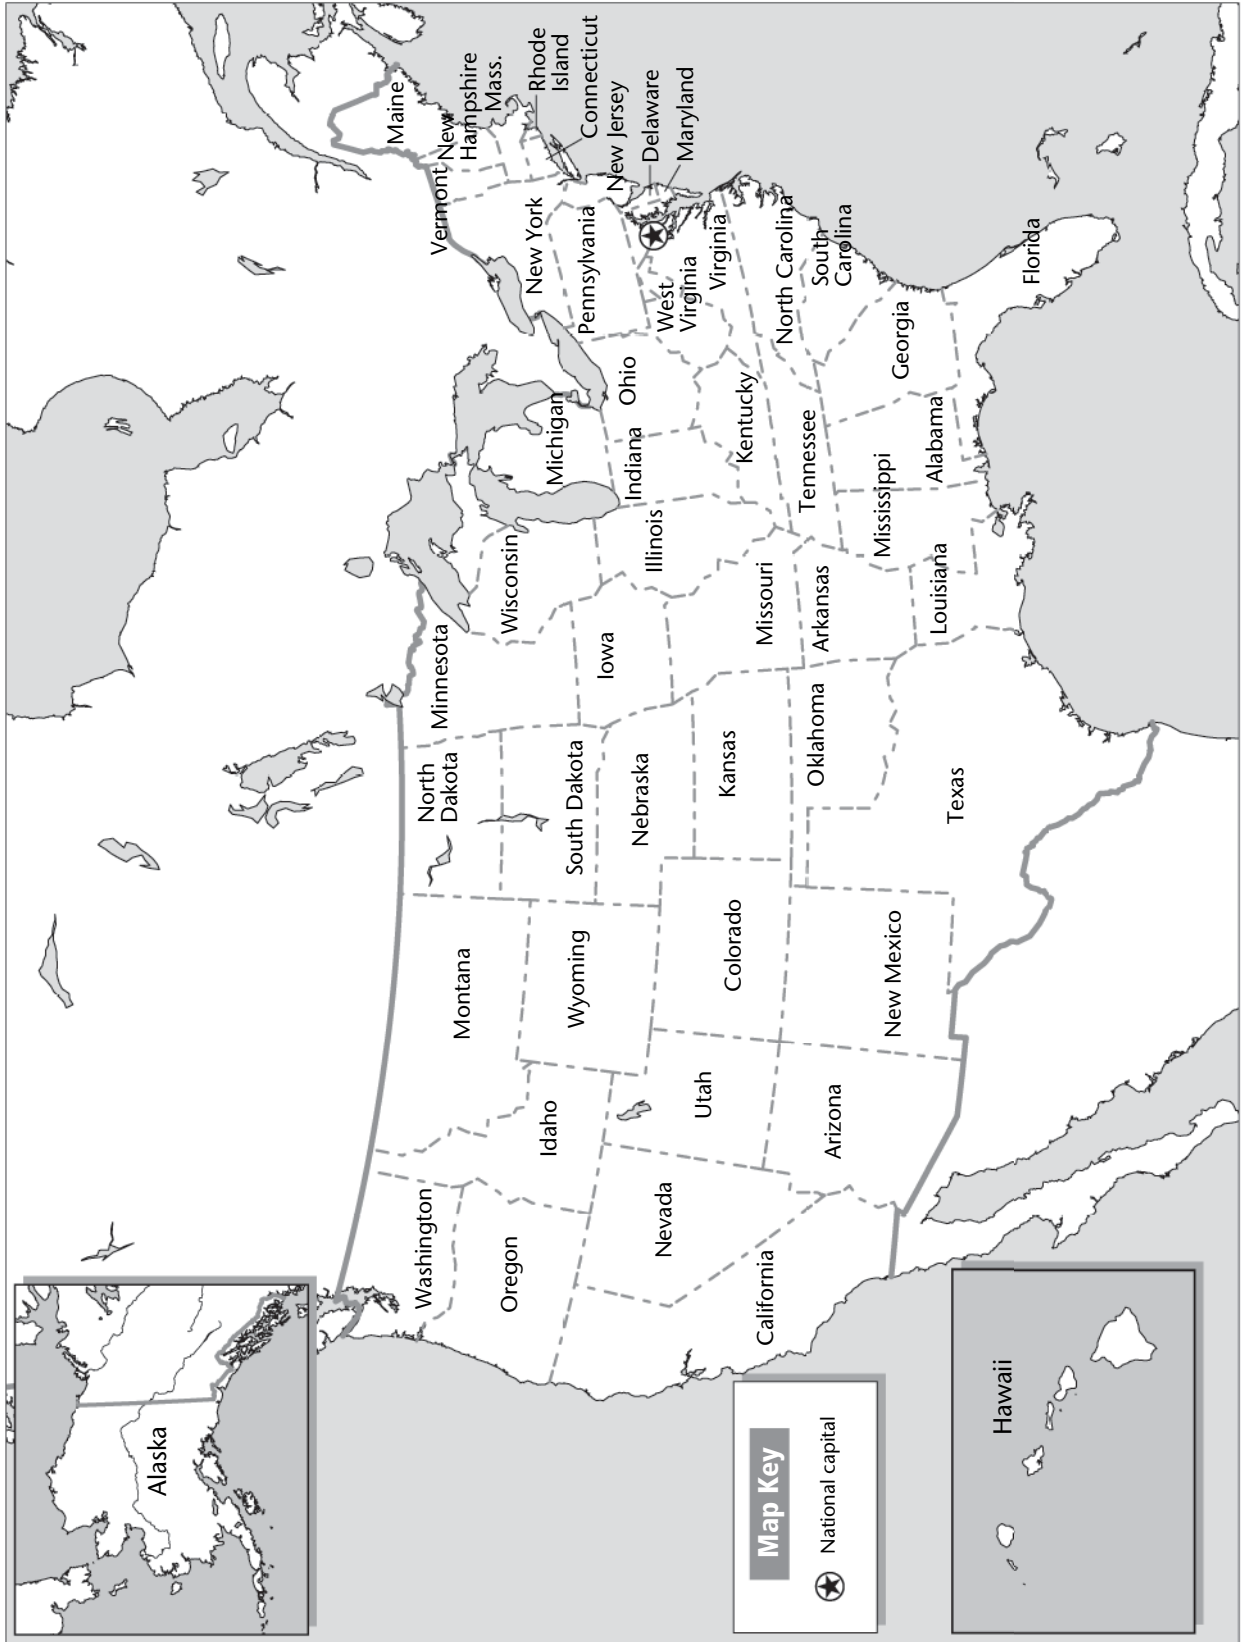 Alaska
Washington
Oregon
California
Nevada
Idaho
Montana
Wyoming
Utah
Arizona
Colorado
New Mexico
North
Dakota
South Dakota
Nebraska
Kansas
Oklahoma
Texas
Minnesota
Iowa
Missouri
Arkansas
Louisiana
Wisconsin
Illinois
Michigan
Indiana
Ohio
Kentucky
Tennessee
Mississippi
Alabama
Georgia
Florida
South
Carolina
North Carolina
Virginia
West
Virginia
Pennsylvania
New York
Vermont
New
Hampshire
Maine
Mass.
Rhode
Island
Connecticut
New Jersey
Delaware
Maryland
Map Key
National capital
Hawaii